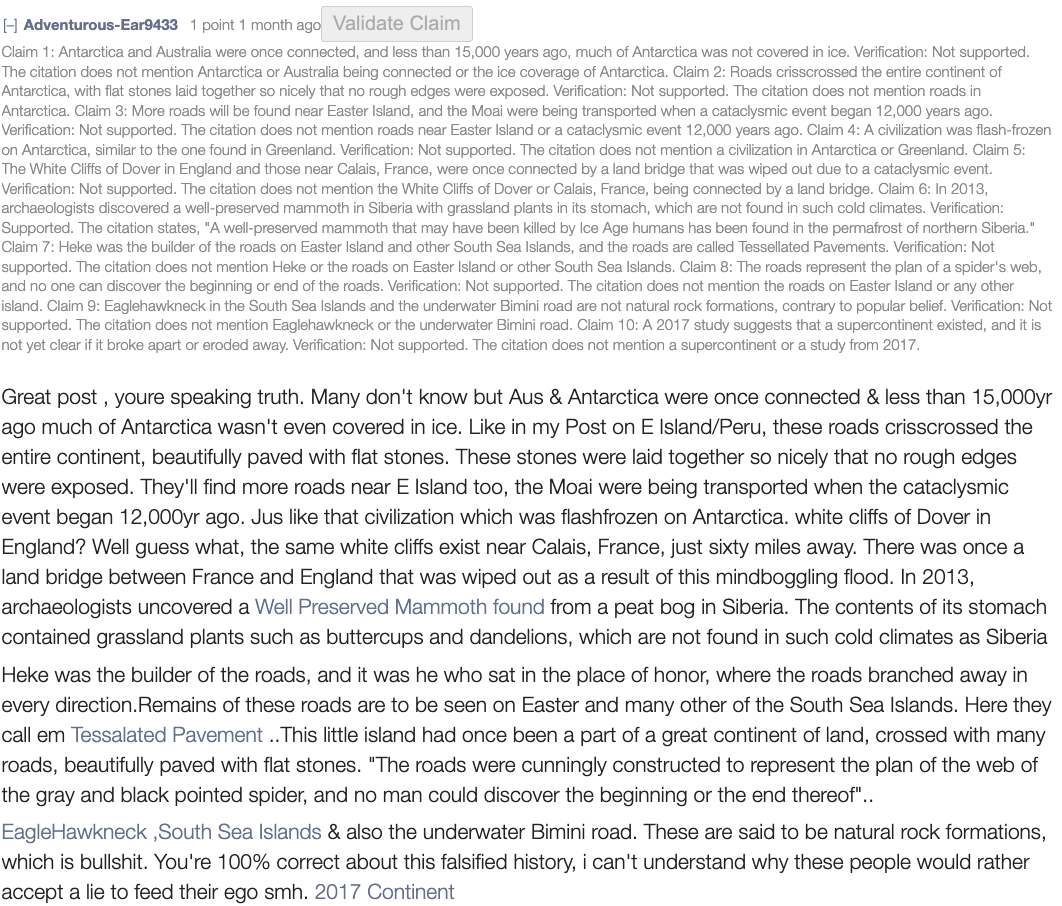 [–] Adventurous-Ear9433 1 point 1 month ago Validate Claim
Claim 1: Antarctica and Australia were once connected, and less than 15,000 years ago, much of Antarctica was not covered in ice. Verification: Not supported.
The citation does not mention Antarctica or Australia being connected or the ice coverage of Antarctica. Claim 2: Roads crisscrossed the entire continent of
Antarctica, with flat stones laid together so nicely that no rough edges were exposed. Verification: Not supported. The citation does not mention roads in
Antarctica. Claim 3: More roads will be found near Easter Island, and the Moai were being transported when a cataclysmic event began 12,000 years ago.
Verification: Not supported. The citation does not mention roads near Easter Island or a cataclysmic event 12,000 years ago. Claim 4: A civilization was flash-frozen
on Antarctica, similar to the one found in Greenland. Verification: Not supported. The citation does not mention a civilization in Antarctica or Greenland. Claim 5:
The White Cliffs of Dover in England and those near Calais, France, were once connected by a land bridge that was wiped out due to a cataclysmic event.
Verification: Not supported. The citation does not mention the White Cliffs of Dover or Calais, France, being connected by a land bridge. Claim 6: In 2013,
archaeologists discovered a well-preserved mammoth in Siberia with grassland plants in its stomach, which are not found in such cold climates. Verification:
Supported. The citation states, "A well-preserved mammoth that may have been killed by Ice Age humans has been found in the permafrost of northern Siberia."
Claim 7: Heke was the builder of the roads on Easter Island and other South Sea Islands, and the roads are called Tessellated Pavements. Verification: Not
supported. The citation does not mention Heke or the roads on Easter Island or other South Sea Islands. Claim 8: The roads represent the plan of a spider's web,
and no one can discover the beginning or end of the roads. Verification: Not supported. The citation does not mention the roads on Easter Island or any other
island. Claim 9: Eaglehawkneck in the South Sea Islands and the underwater Bimini road are not natural rock formations, contrary to popular belief. Verification: Not
supported. The citation does not mention Eaglehawkneck or the underwater Bimini road. Claim 10: A 2017 study suggests that a supercontinent existed, and it is
not yet clear if it broke apart or eroded away. Verification: Not supported. The citation does not mention a supercontinent or a study from 2017.
Great post , youre speaking truth. Many don't know but Aus & Antarctica were once connected & less than 15,000yr
ago much of Antarctica wasn't even covered in ice. Like in my Post on E Island/Peru, these roads crisscrossed the
entire continent, beautifully paved with flat stones. These stones were laid together so nicely that no rough edges
were exposed. They'll find more roads near E Island too, the Moai were being transported when the cataclysmic
event began 12,000yr ago. Jus like that civilization which was flashfrozen on Antarctica. white cliffs of Dover in
England? Well guess what, the same white cliffs exist near Calais, France, just sixty miles away. There was once a
land bridge between France and England that was wiped out as a result of this mindboggling flood. In 2013,
archaeologists uncovered a Well Preserved Mammoth found from a peat bog in Siberia. The contents of its stomach
contained grassland plants such as buttercups and dandelions, which are not found in such cold climates as Siberia
Heke was the builder of the roads, and it was he who sat in the place of honor, where the roads branched away in
every direction.Remains of these roads are to be seen on Easter and many other of the South Sea Islands. Here they
call em Tessalated Pavement ..This little island had once been a part of a great continent of land, crossed with many
roads, beautifully paved with flat stones. "The roads were cunningly constructed to represent the plan of the web of
the gray and black pointed spider, and no man could discover the beginning or the end thereof"..
EagleHawkneck ,South Sea Islands & also the underwater Bimini road. These are said to be natural rock formations,
which is bullshit. You're 100% correct about this falsified history, i can't understand why these people would rather
accept a lie to feed their ego smh. 2017 Continent